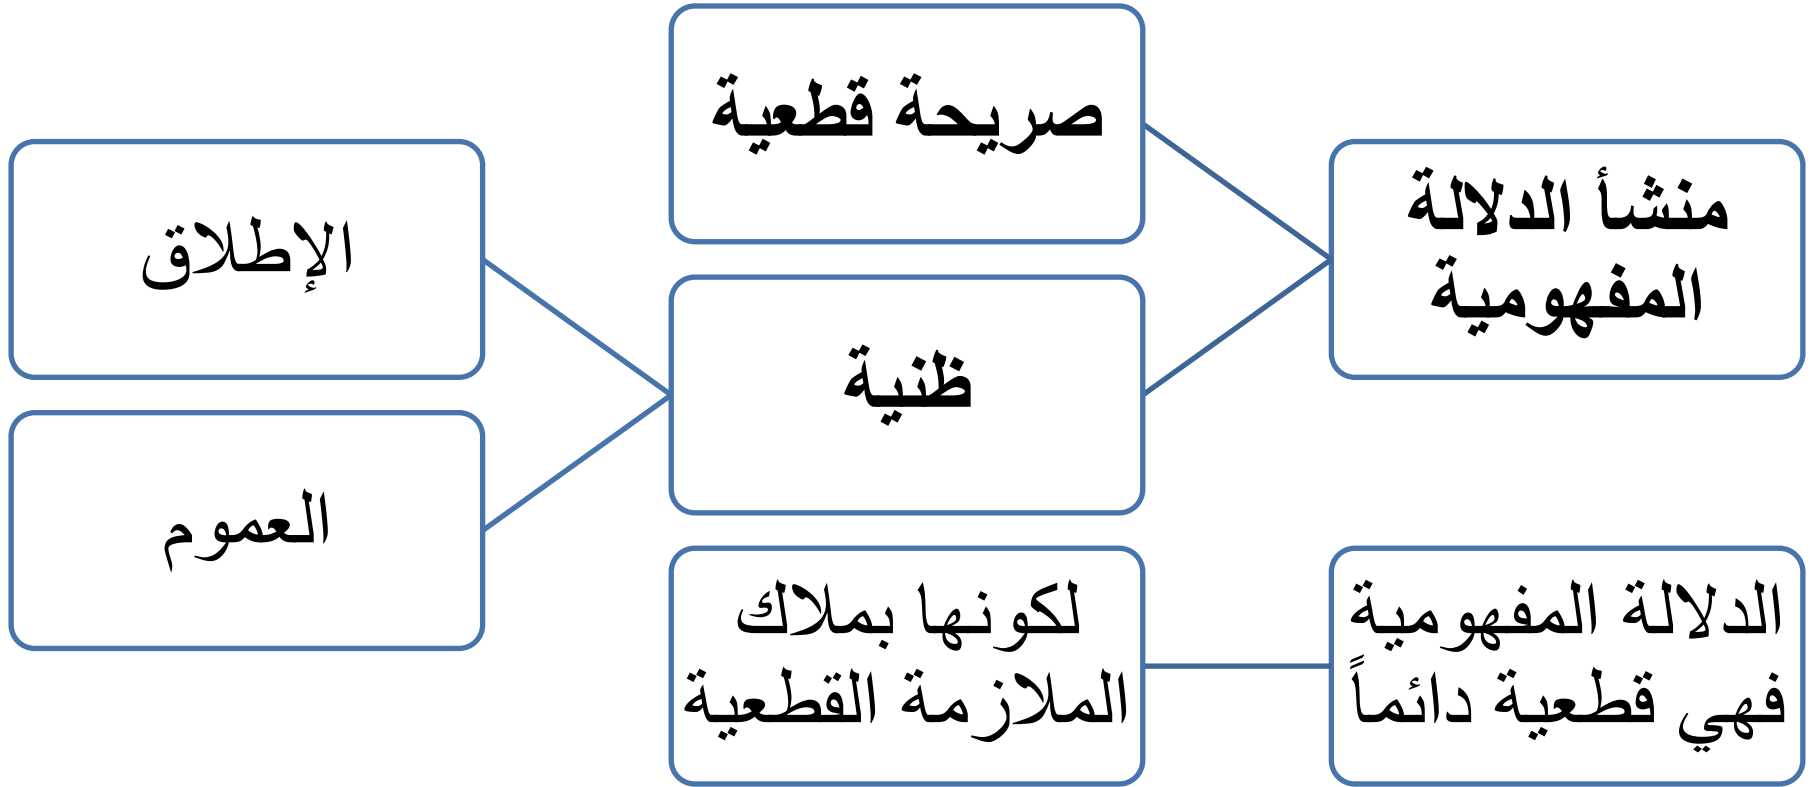 منشأ الدلالة
المفهومية
صريحة قطعية
ظنية
الإطلاق
العموم
الدلالة المفهومية
فهي قطعية دائماً
لكونها بملاك
الملازمة القطعية